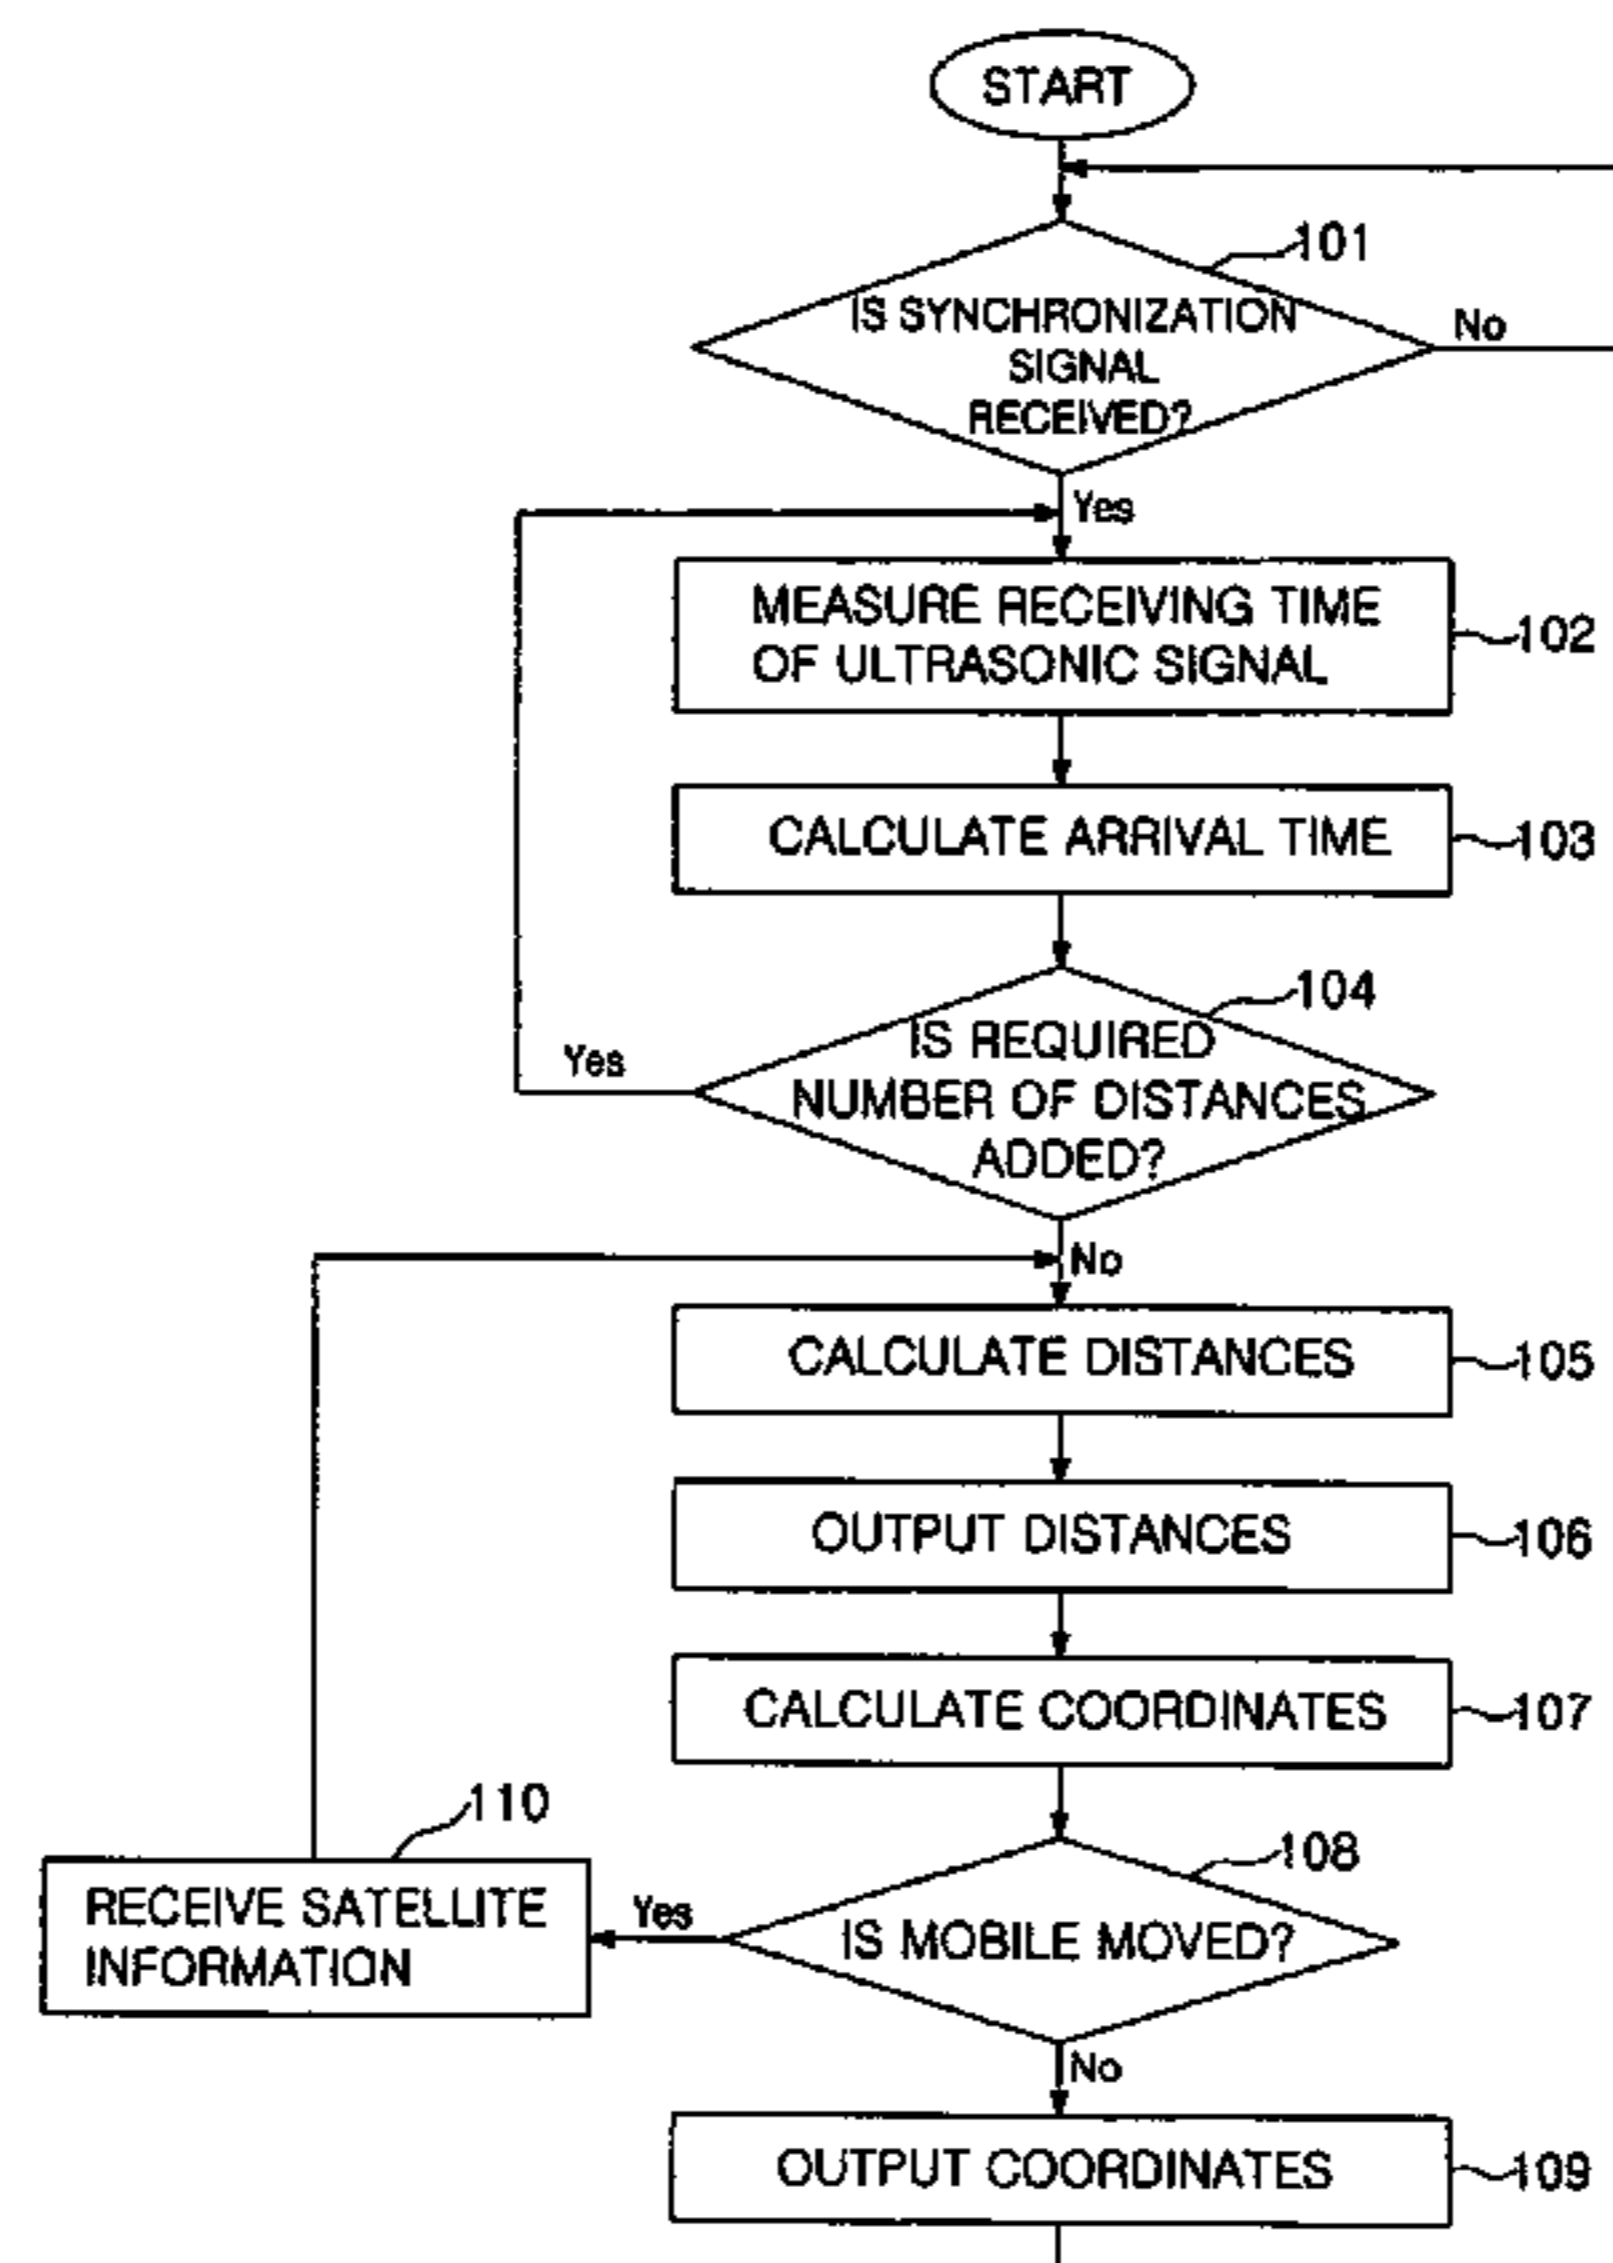 START
101
IS SYNCHRONIZATION
SIGNAL
RECEIVED?
No
Yes
MEASURE RECEIVING TIME
OF ULTRASONIC SIGNAL
102
CALCULATE ARRIVAL TIME
103
104
IS REQUIRED
NUMBER OF DISTANCES
ADDED?
Yes
No
CALCULATE DISTANCES
105
OUTPUT DISTANCES
106
CALCULATE COORDINATES
107
110
RECEIVE SATELLITE
INFORMATION
Yes
108
IS MOBILE MOVED?
No
OUTPUT COORDINATES
109